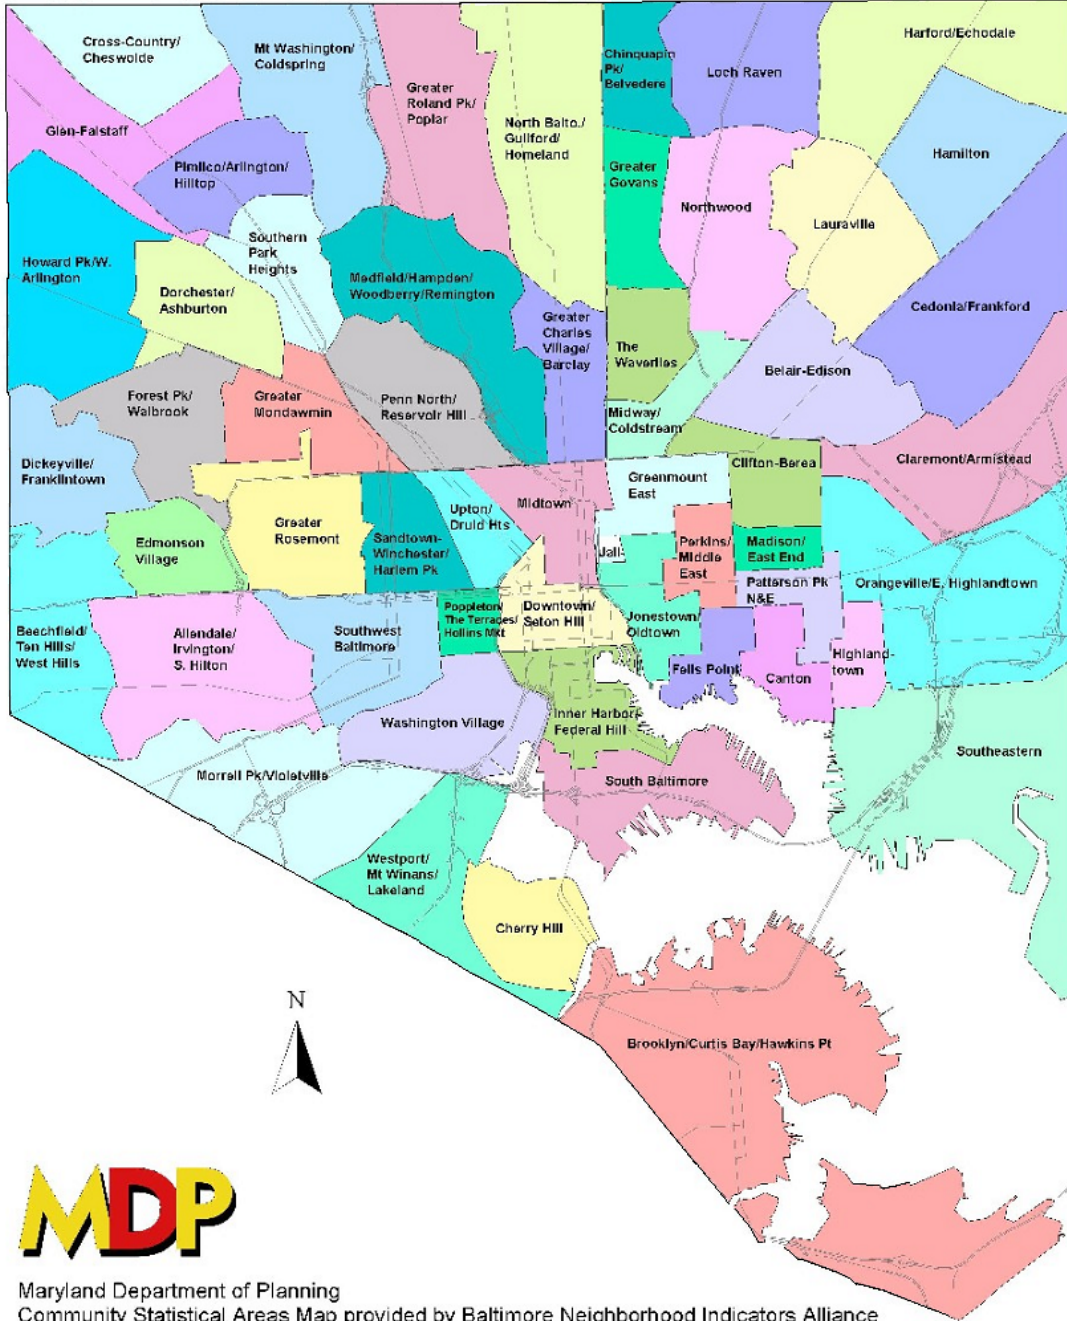 Cross-Country/
Cheswolde
Mt Washington/
Coldspring
Greater
Roland Pk/
Poplar
North Balto./
Guilford/
Homeland
Chinquapin
Pk/
Belvedere
Loch Raven
Harford/Echodale
Glen-Falstaff
Pimlico/Arlington/
Hilltop
Greater
Govans
Northwood
Lauraville
Hamilton
Howard Pk/W.
Arlington
Dorchester/
Ashburton
Southern
Park
Heights
Medfield/Hampden/
Woodberry/Remington
Greater
Charles
Village/
Barclay
The
Waverlies
Belair-Edison
Cedonia/Frankford
Forest Pk/
Walbrook
Greater
Mondawmin
Penn North/
Reservoir Hill
Midway/
Coldstream
Dickeyville/
Franklintown
Clifton-Berea
Claremont/Armistead
Edmonson
Village
Greater
Rosemont
Sandtown-
Winchester/
Harlem Pk
Upton/
Druid Hts
Midtown
Greenmount
East
Jail
Perkins/
Middle
East
Madison/
East End
Patterson Pk
N&E
Orangeville/E. Highlandtown
Beechfield/
Ten Hills/
West Hills
Allendale/
Irvington/
S. Hilton
Southwest
Baltimore
Poppleton/
The Terraces/
Hollins Mkt
Downtown/
Seton Hill
Jonestown/
Oldtown
Fells Point
Canton
Highland-
town
Washington Village
Inner Harbor/
Federal Hill
Southeastern
Morrell Pk/Violetville
South Baltimore
Westport/
Mt Winans/
Lakeland
Cherry Hill
N
Brooklyn/Curtis Bay/Hawkins Pt
MDP
Maryland Department of Planning
Community Statistical Areas Map provided by Baltimore Neighborhood Indicators Alliance